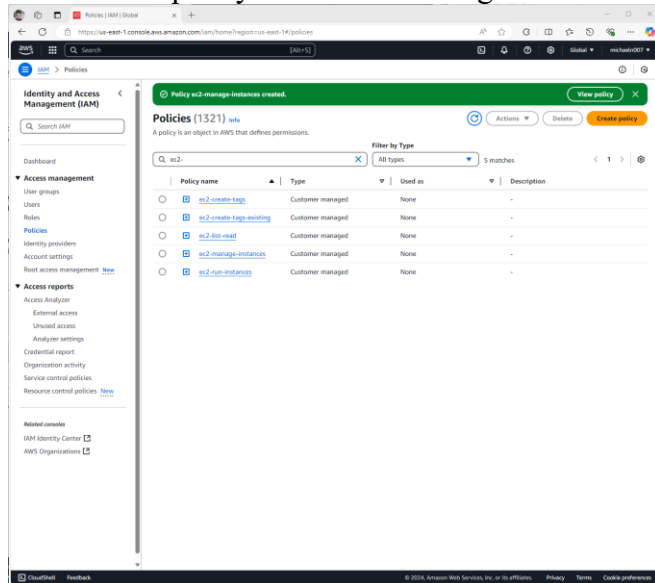 Policies | IAM | Global
https://us-east-1.console.aws.amazon.com/iam/home?region=us-east-1#/policies
aws
Search
[Alt+S]
Global
michaeln007
IAM > Policies
Identity and Access Management (IAM)
Search IAM
Dashboard
Access management
User groups
Users
Roles
Policies
Identity providers
Account settings
Root access management New
Access reports
Access Analyzer
External access
Unused access
Analyzer settings
Credential report
Organization activity
Service control policies
Resource control policies New
Related consoles
IAM Identity Center
AWS Organizations
Policy ec2-manage-instances created.
View policy
Policies (1321) Info
A policy is an object in AWS that defines permissions.
Actions
Delete
Create policy
Filter by Type
ec2-
All types
5 matches
1
Policy name Type Used as Description
ec2-create-tags Customer managed None -
ec2-create-tags-existing Customer managed None -
ec2-list-read Customer managed None -
ec2-manage-instances Customer managed None -
ec2-run-instances Customer managed None -
CloudShell Feedback © 2024, Amazon Web Services, Inc. or its affiliates. Privacy Terms Cookie preferences